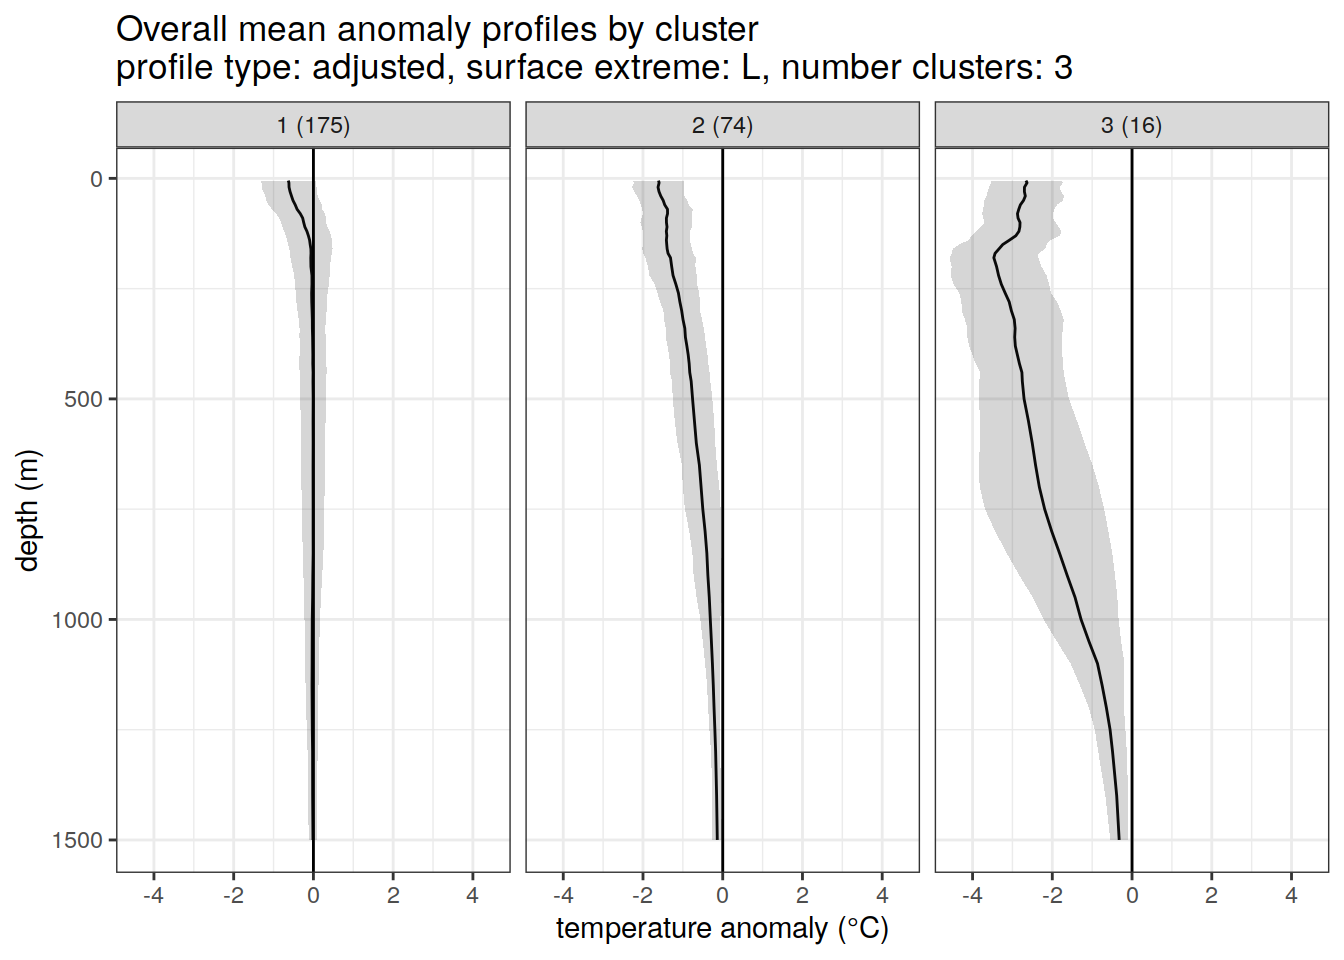 Overall mean anomaly profiles by cluster
profile type: adjusted, surface extreme: L, number clusters: 3
1 (175) 2 (74) 3 (16)
0
500
1000
1500
depth (m)
-4 -2 0 2 4 -4 -2 0 2 4 -4 -2 0 2 4
temperature anomaly (°C)